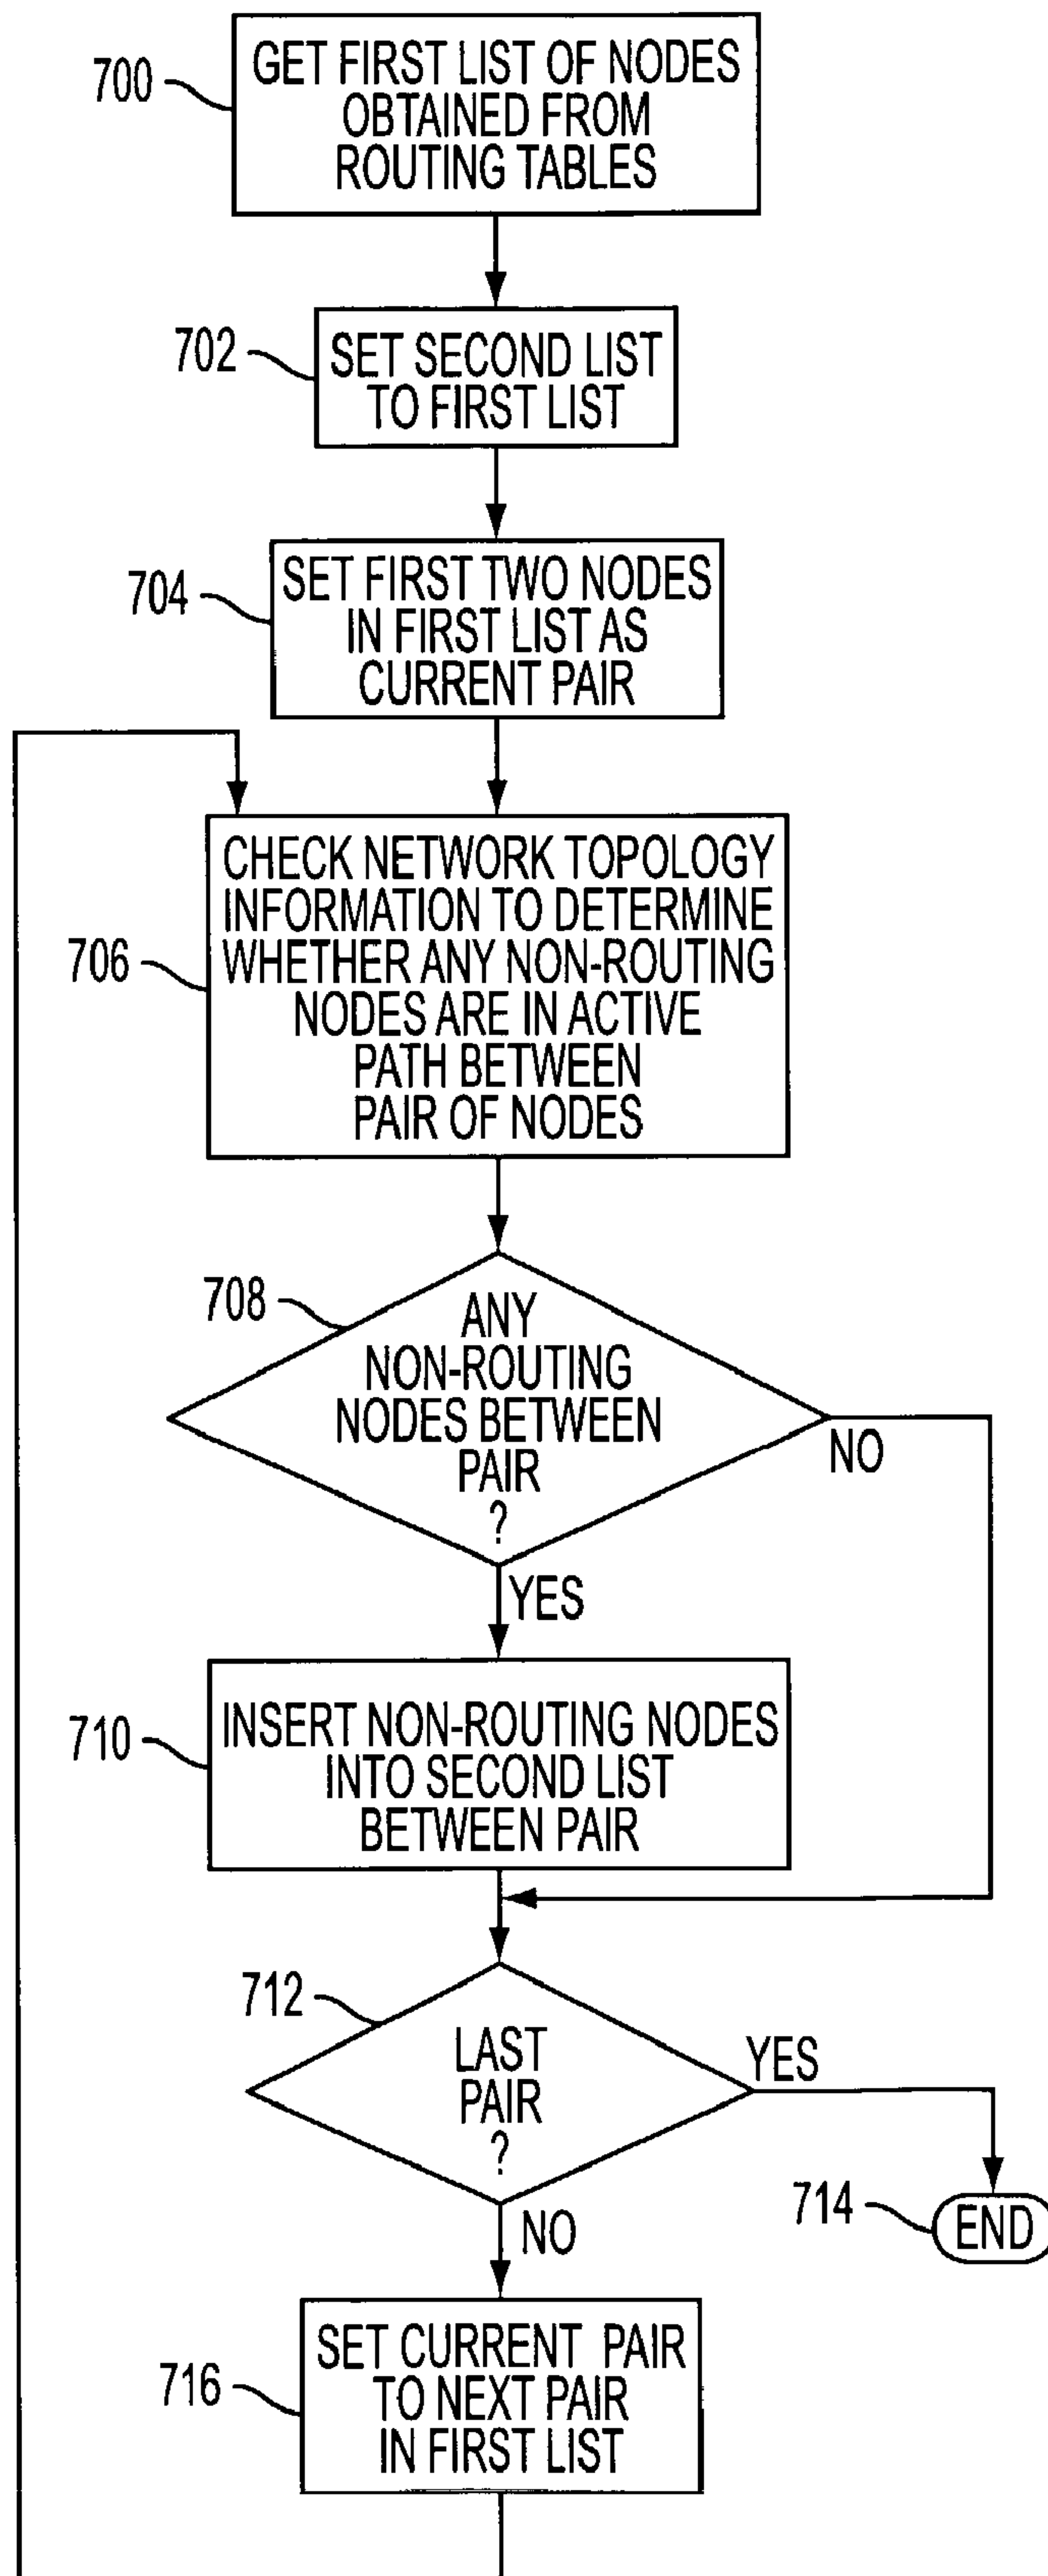 700
GET FIRST LIST OF NODES
OBTAINED FROM
ROUTING TABLES
702
SET SECOND LIST
TO FIRST LIST
704
SET FIRST TWO NODES
IN FIRST LIST AS
CURRENT PAIR
706
CHECK NETWORK TOPOLOGY
INFORMATION TO DETERMINE
WHETHER ANY NON-ROUTING
NODES ARE IN ACTIVE
PATH BETWEEN
PAIR OF NODES
708
ANY
NON-ROUTING
NODES BETWEEN
PAIR
?
NO
YES
710
INSERT NON-ROUTING NODES
INTO SECOND LIST
BETWEEN PAIR
712
LAST
PAIR
?
YES
714
END
NO
716
SET CURRENT PAIR
TO NEXT PAIR
IN FIRST LIST